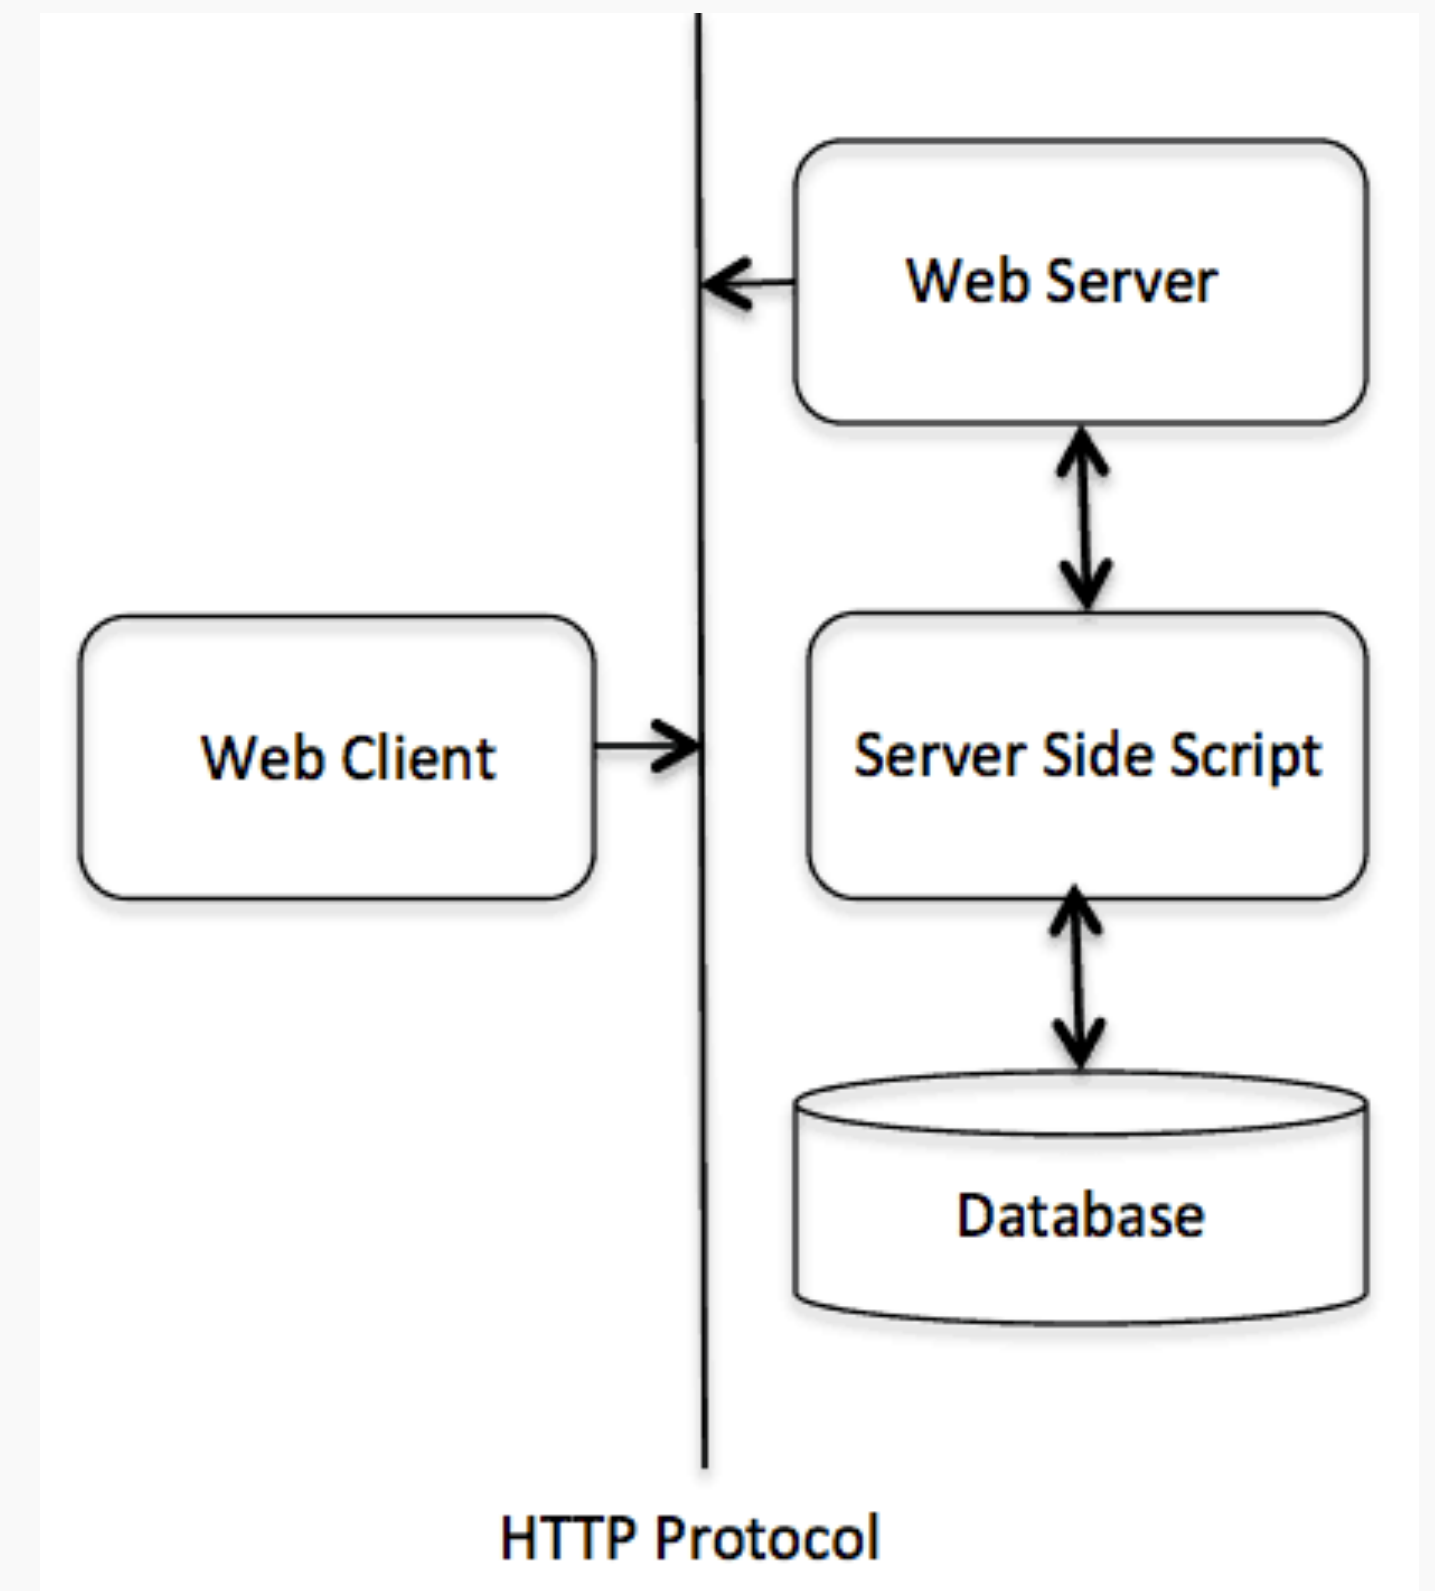 Web Server
Web Client
Server Side Script
Database
HTTP Protocol